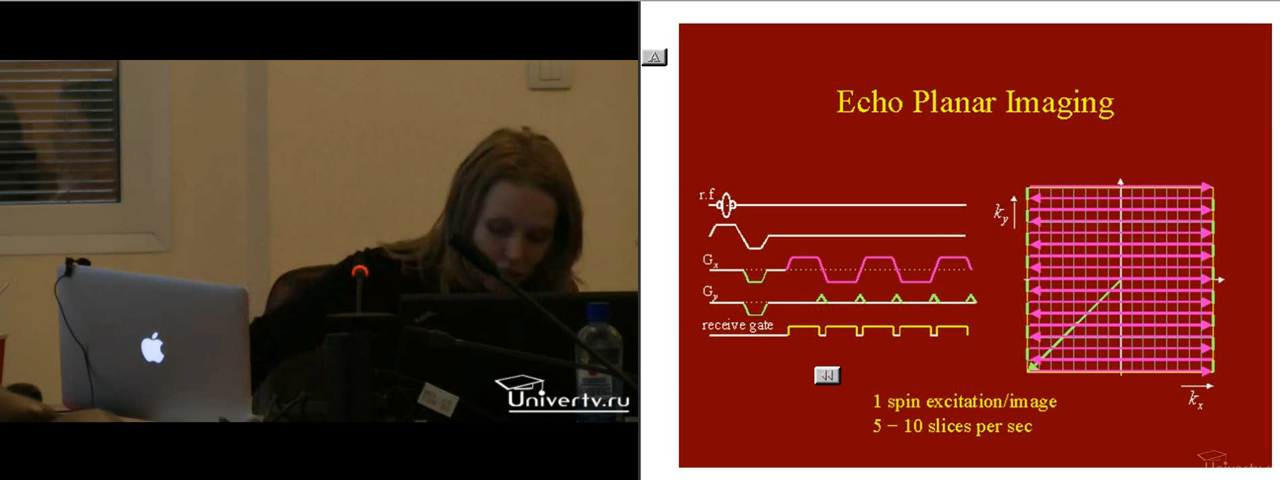 Univertv.ru
A
Echo Planar Imaging
r.f
Gx
Gy
receive gate
ky
kx
1 spin excitation/image
5 – 10 slices per sec